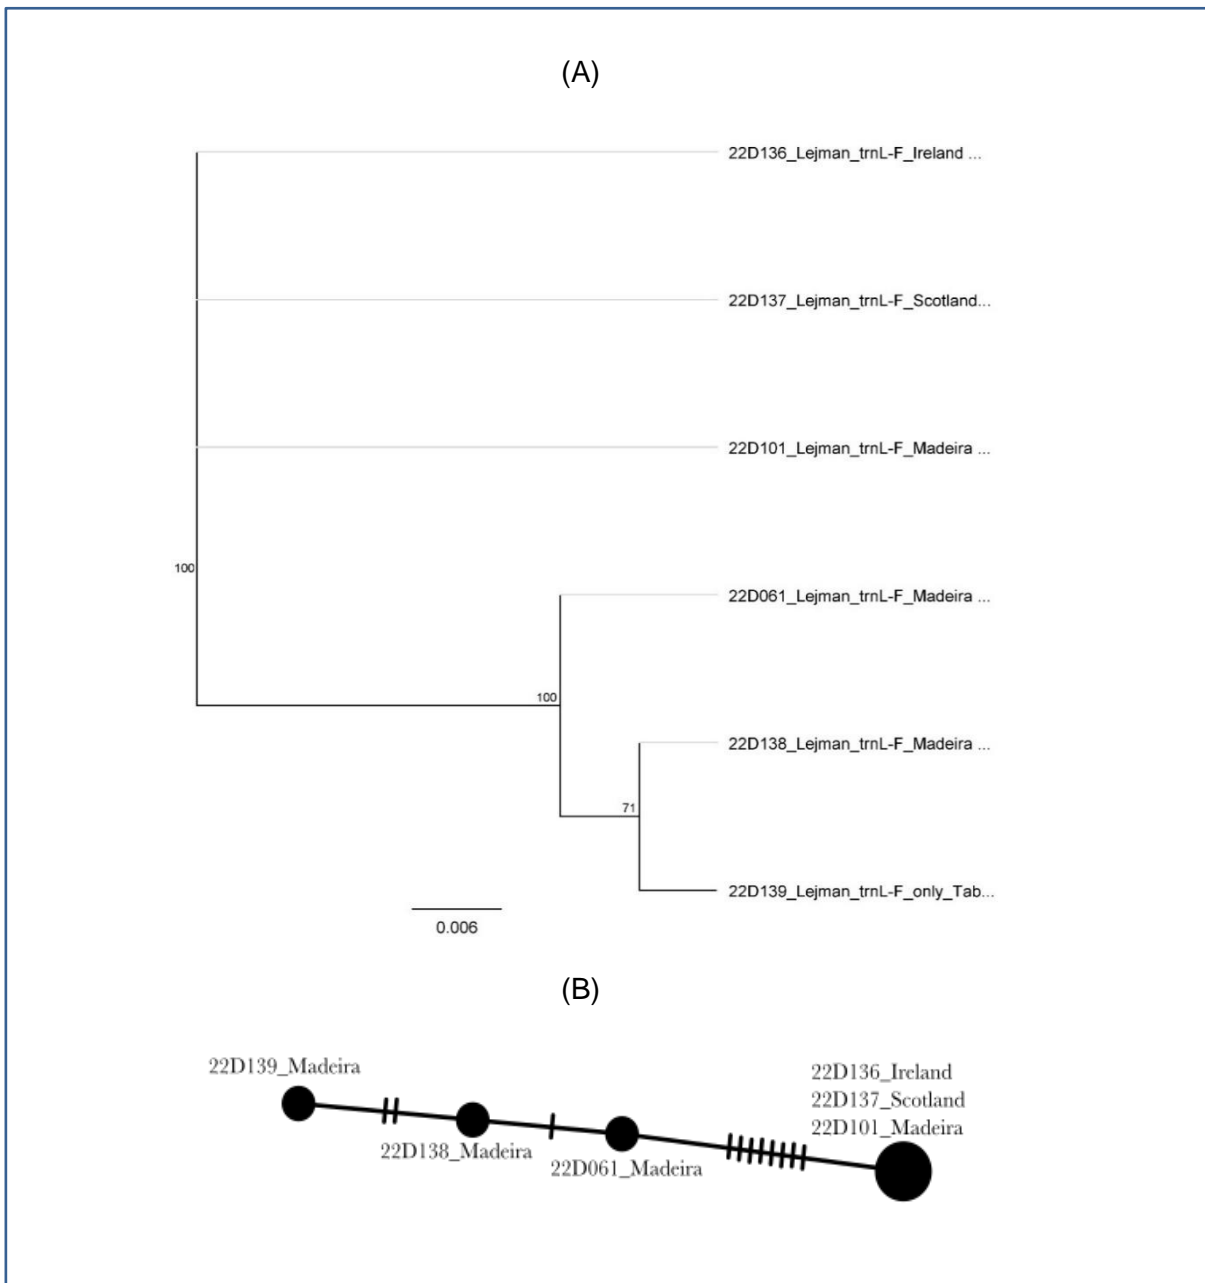 (A)
22D136_Lejman_trnL-F_Ireland ...
22D137_Lejman_trnL-F_Scotland...
22D101_Lejman_trnL-F_Madeira ...
100
22D061_Lejman_trnL-F_Madeira ...
100
22D138_Lejman_trnL-F_Madeira ...
71
22D139_Lejman_trnL-F_only_Tab...
0.006
(B)
22D139_Madeira
22D138_Madeira
22D061_Madeira
22D136_Ireland
22D137_Scotland
22D101_Madeira